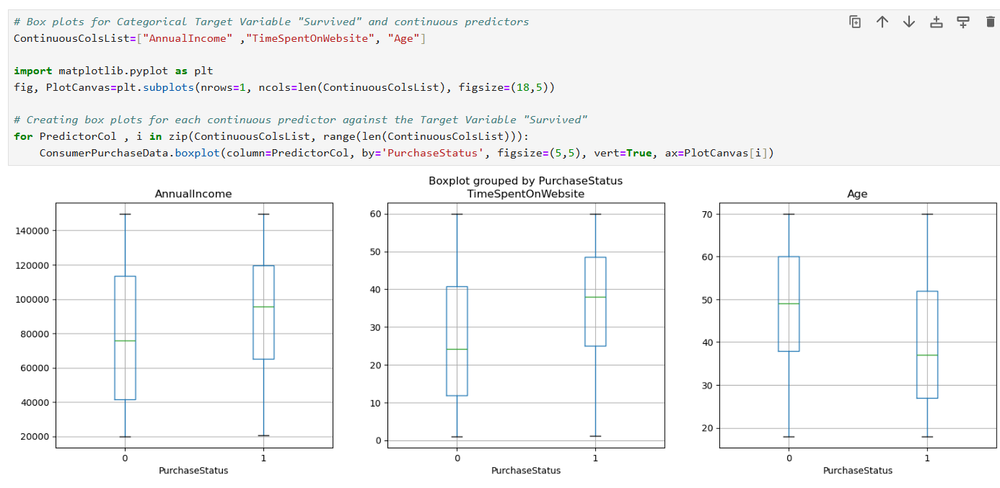 # Box plots for Categorical Target Variable "Survived" and continuous predictors
ContinuousColsList=["AnnualIncome" ,"TimeSpentOnWebsite", "Age"]
import matplotlib.pyplot as plt
fig, PlotCanvas=plt.subplots(nrows=1, ncols=len(ContinuousColsList), figsize=(18,5))
# Creating box plots for each continuous predictor against the Target Variable "Survived"
for PredictorCol , i in zip(ContinuousColsList, range(len(ContinuousColsList))):
    ConsumerPurchaseData.boxplot(column=PredictorCol, by='PurchaseStatus', figsize=(5,5), vert=True, ax=PlotCanvas[i])
Boxplot grouped by PurchaseStatus
AnnualIncome
140000
120000
100000
80000
60000
40000
20000
0 1
PurchaseStatus
TimeSpentOnWebsite
60
50
40
30
20
10
0
0 1
PurchaseStatus
Age
70
60
50
40
30
20
0 1
PurchaseStatus